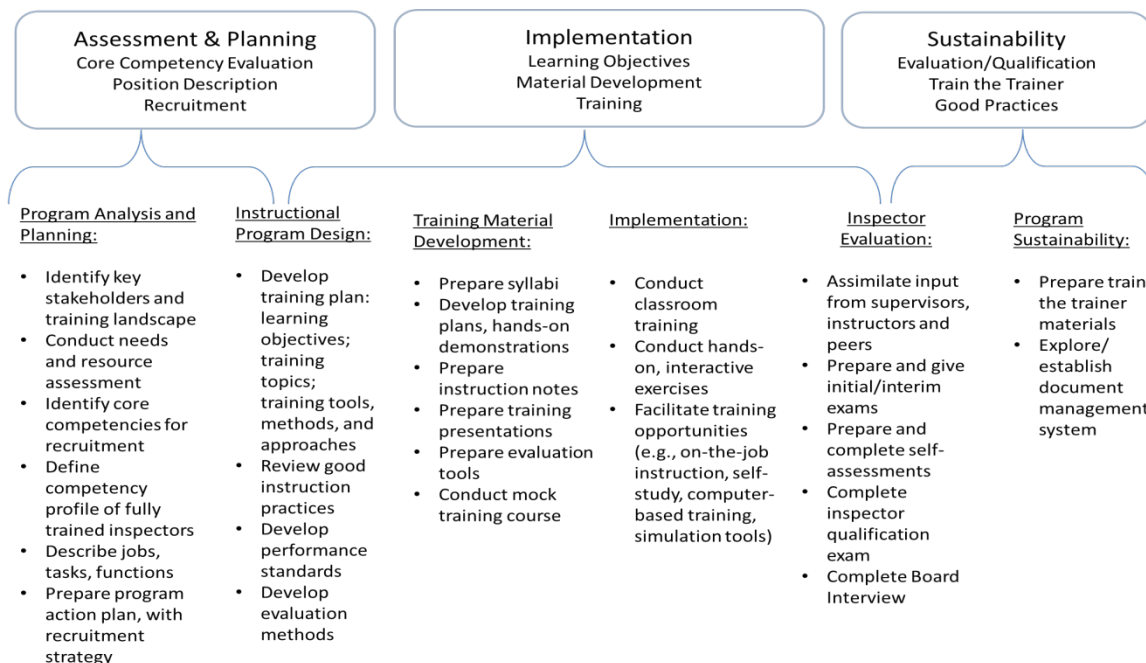 Assessment & Planning
Core Competency Evaluation
Position Description
Recruitment
Implementation
Learning Objectives
Material Development
Training
Sustainability
Evaluation/Qualification
Train the Trainer
Good Practices
Program Analysis and
Planning:
• Identify key
stakeholders and
training landscape
• Conduct needs
and resource
assessment
• Identify core
competencies for
recruitment
• Define
competency
profile of fully
trained inspectors
• Describe jobs,
tasks, functions
• Prepare program
action plan, with
recruitment
strategy
Instructional
Program Design:
• Develop
training plan:
learning
objectives;
training
topics;
training tools,
methods, and
approaches
• Review good
instruction
practices
• Develop
performance
standards
• Develop
evaluation
methods
Training Material
Development:
• Prepare syllabi
• Develop training
plans, hands-on
demonstrations
• Prepare
instruction notes
• Prepare training
presentations
• Prepare evaluation
tools
• Conduct mock
training course
Implementation:
• Conduct
classroom
training
• Conduct hands-
on, interactive
exercises
• Facilitate training
opportunities
(e.g., on-the-job
instruction, self-
study, computer-
based training,
simulation tools)
Inspector
Evaluation:
• Assimilate input
from supervisors,
instructors and
peers
• Prepare and give
initial/interim
exams
• Prepare and
complete self-
assessments
• Complete
inspector
qualification
exam
• Complete Board
Interview
Program
Sustainability:
• Prepare train
the trainer
materials
• Explore/
establish
document
management
system